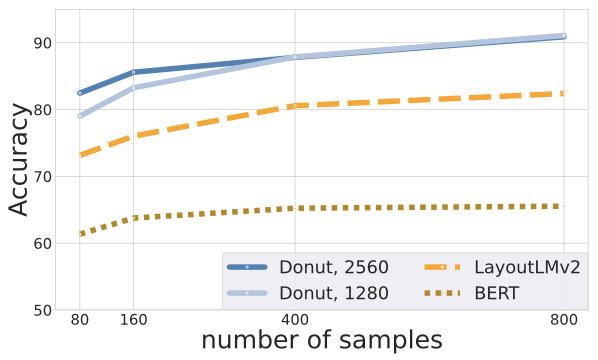 90
80
70
60
50
Accuracy
80 160 400 800
number of samples
Donut, 2560 LayoutLMv2
Donut, 1280 BERT